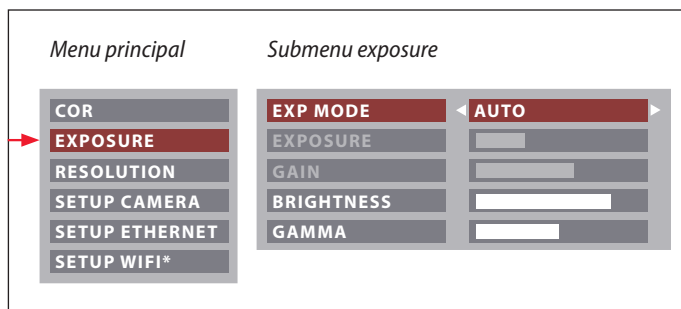 Menu principal
Submenu exposure
COR
EXPOSURE
RESOLUTION
SETUP CAMERA
SETUP ETHERNET
SETUP WIFI*
EXP MODE AUTO
EXPOSURE
GAIN
BRIGHTNESS
GAMMA